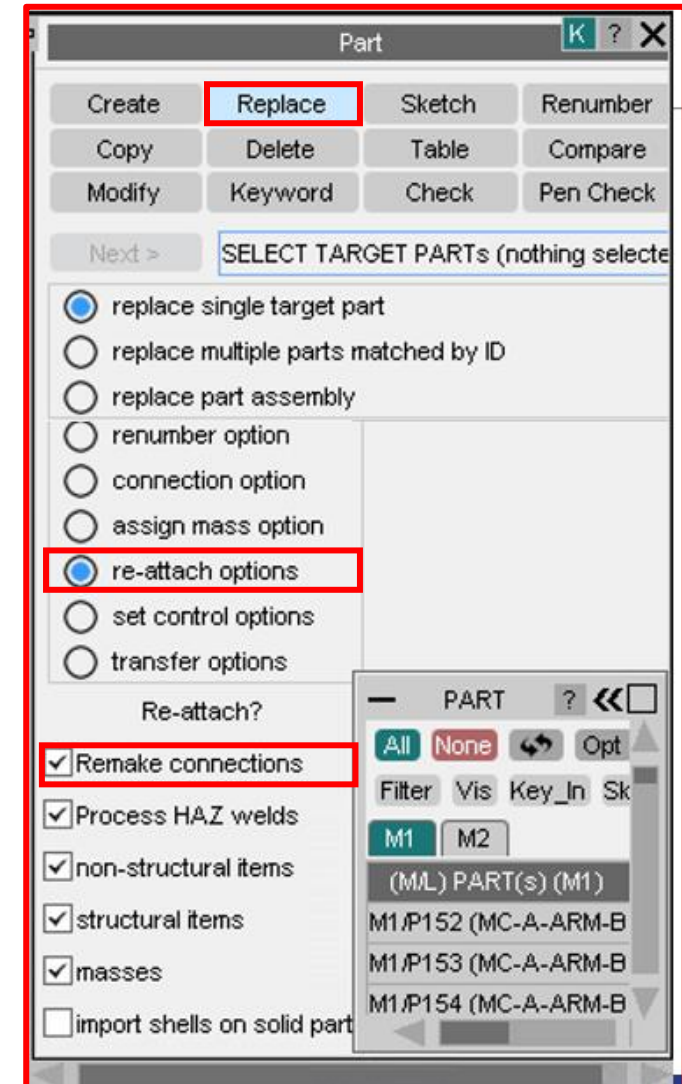 Part K ?
Create Replace Sketch Renumber
Copy Delete Table Compare
Modify Keyword Check Pen Check
Next > SELECT TARGET PARTs (nothing selecte
replace single target part
replace multiple parts matched by ID
replace part assembly
renumber option
connection option
assign mass option
re-attach options
set control options
transfer options
Re-attach?
Remake connections
Process HAZ welds
non-structural items
structural items
masses
import shells on solid part
PART ?
All None Opt
Filter Vis Key_In Sk
M1 M2
(M/L) PART(s) (M1)
M1/P152 (MC-A-ARM-B
M1/P153 (MC-A-ARM-B
M1/P154 (MC-A-ARM-B